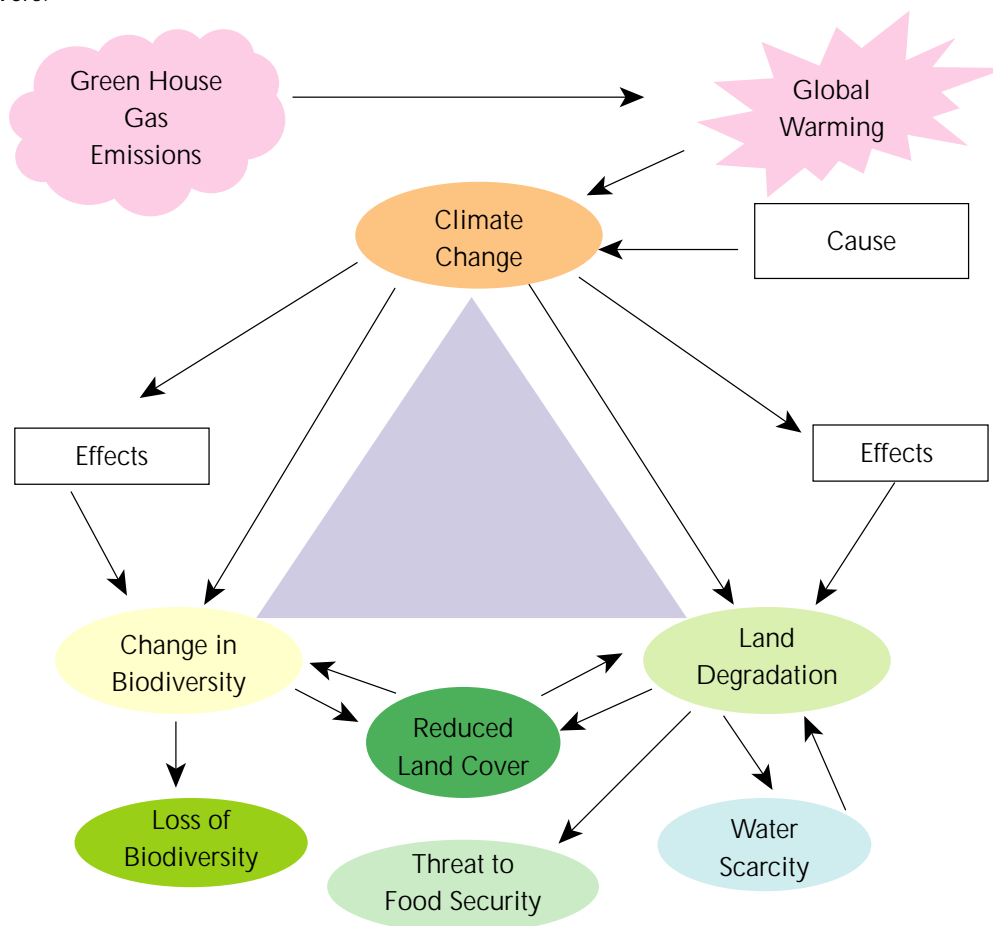 Green House
Gas
Emissions
Global
Warming
Climate
Change
Cause
Effects
Effects
Change in
Biodiversity
Land
Degradation
Reduced
Land Cover
Loss of
Biodiversity
Water
Scarcity
Threat to
Food Security